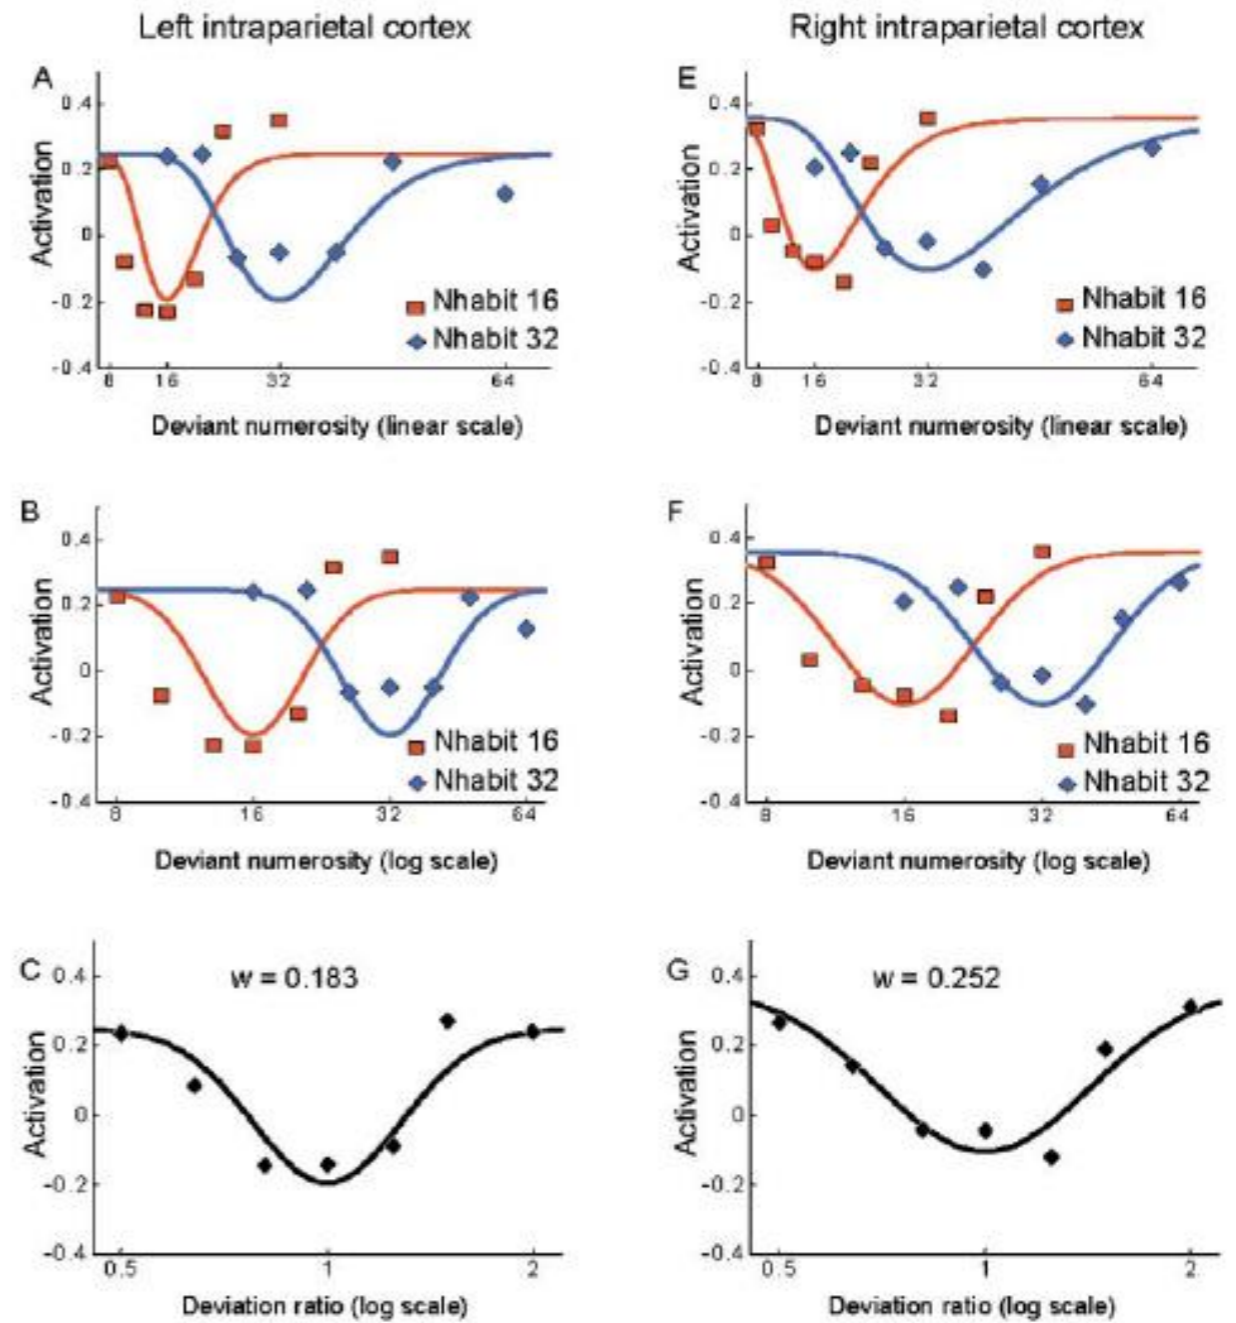 Left intraparietal cortex
A
0.4
0.2
0
-0.2
-0.4
Activation
Nhabit 16
Nhabit 32
8 16 32 64
Deviant numerosity (linear scale)
B
0.4
0.2
0
-0.2
-0.4
Activation
Nhabit 16
Nhabit 32
8 16 32 64
Deviant numerosity (log scale)
C
w = 0.183
0.4
0.2
0
-0.2
-0.4
Activation
0.5 1 2
Deviation ratio (log scale)
Right intraparietal cortex
E
0.4
0.2
0
-0.2
-0.4
Activation
Nhabit 16
Nhabit 32
8 16 32 64
Deviant numerosity (linear scale)
F
0.4
0.2
0
-0.2
-0.4
Activation
Nhabit 16
Nhabit 32
8 16 32 64
Deviant numerosity (log scale)
G
w = 0.252
0.4
0.2
0
-0.2
-0.4
Activation
0.5 1 2
Deviation ratio (log scale)